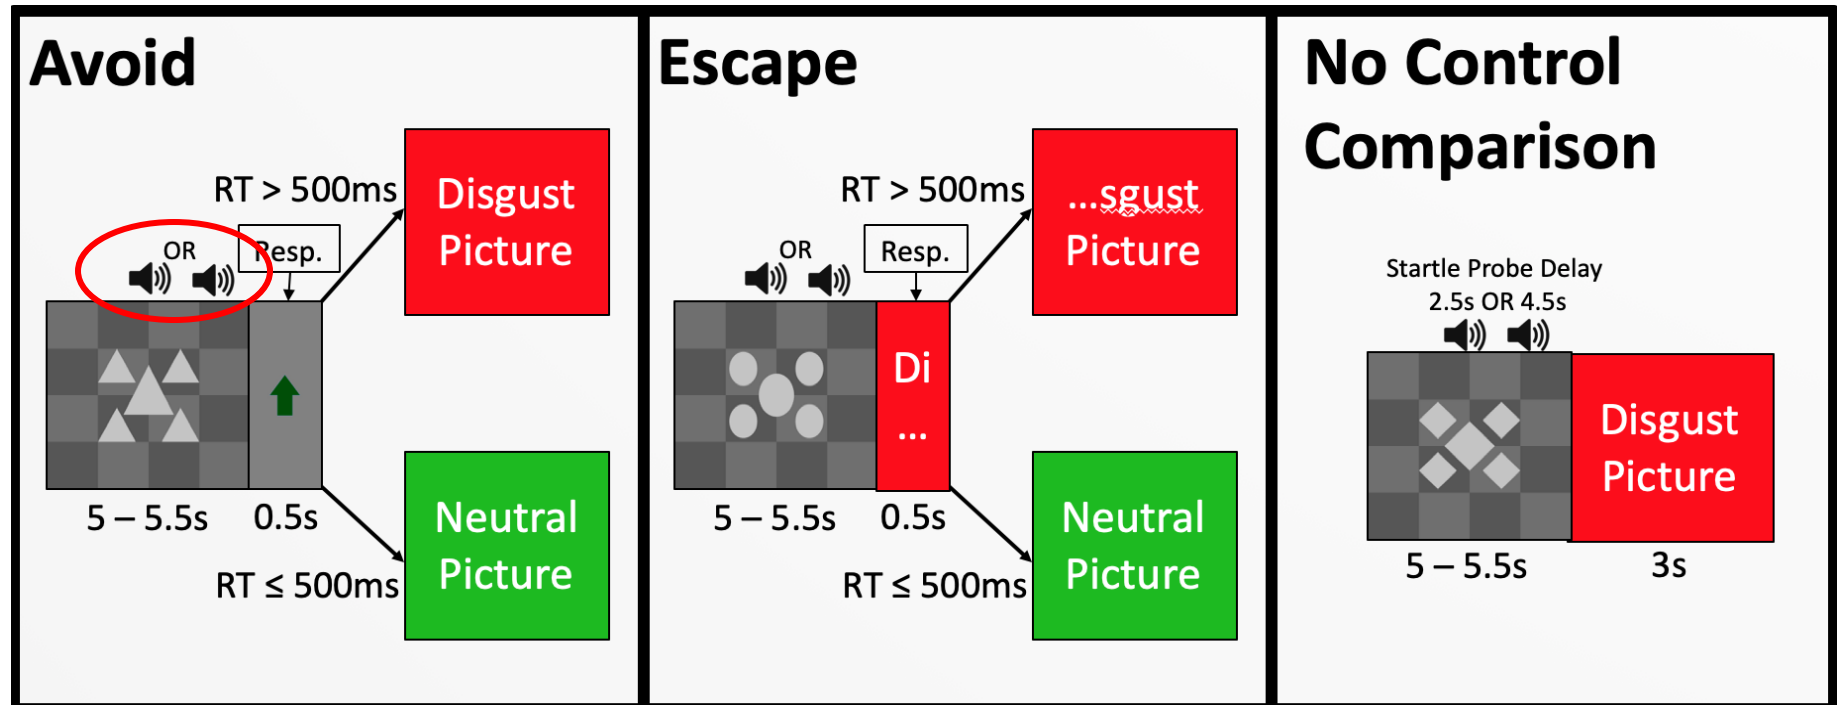 Avoid
RT > 500ms
Disgust
Picture
OR
Resp.
5 – 5.5s
0.5s
Neutral
Picture
RT ≤ 500ms
Escape
RT > 500ms
...sgust
Picture
OR
Resp.
Di
...
5 – 5.5s
0.5s
Neutral
Picture
RT ≤ 500ms
No Control
Comparison
Startle Probe Delay
2.5s OR 4.5s
Disgust
Picture
5 – 5.5s
3s